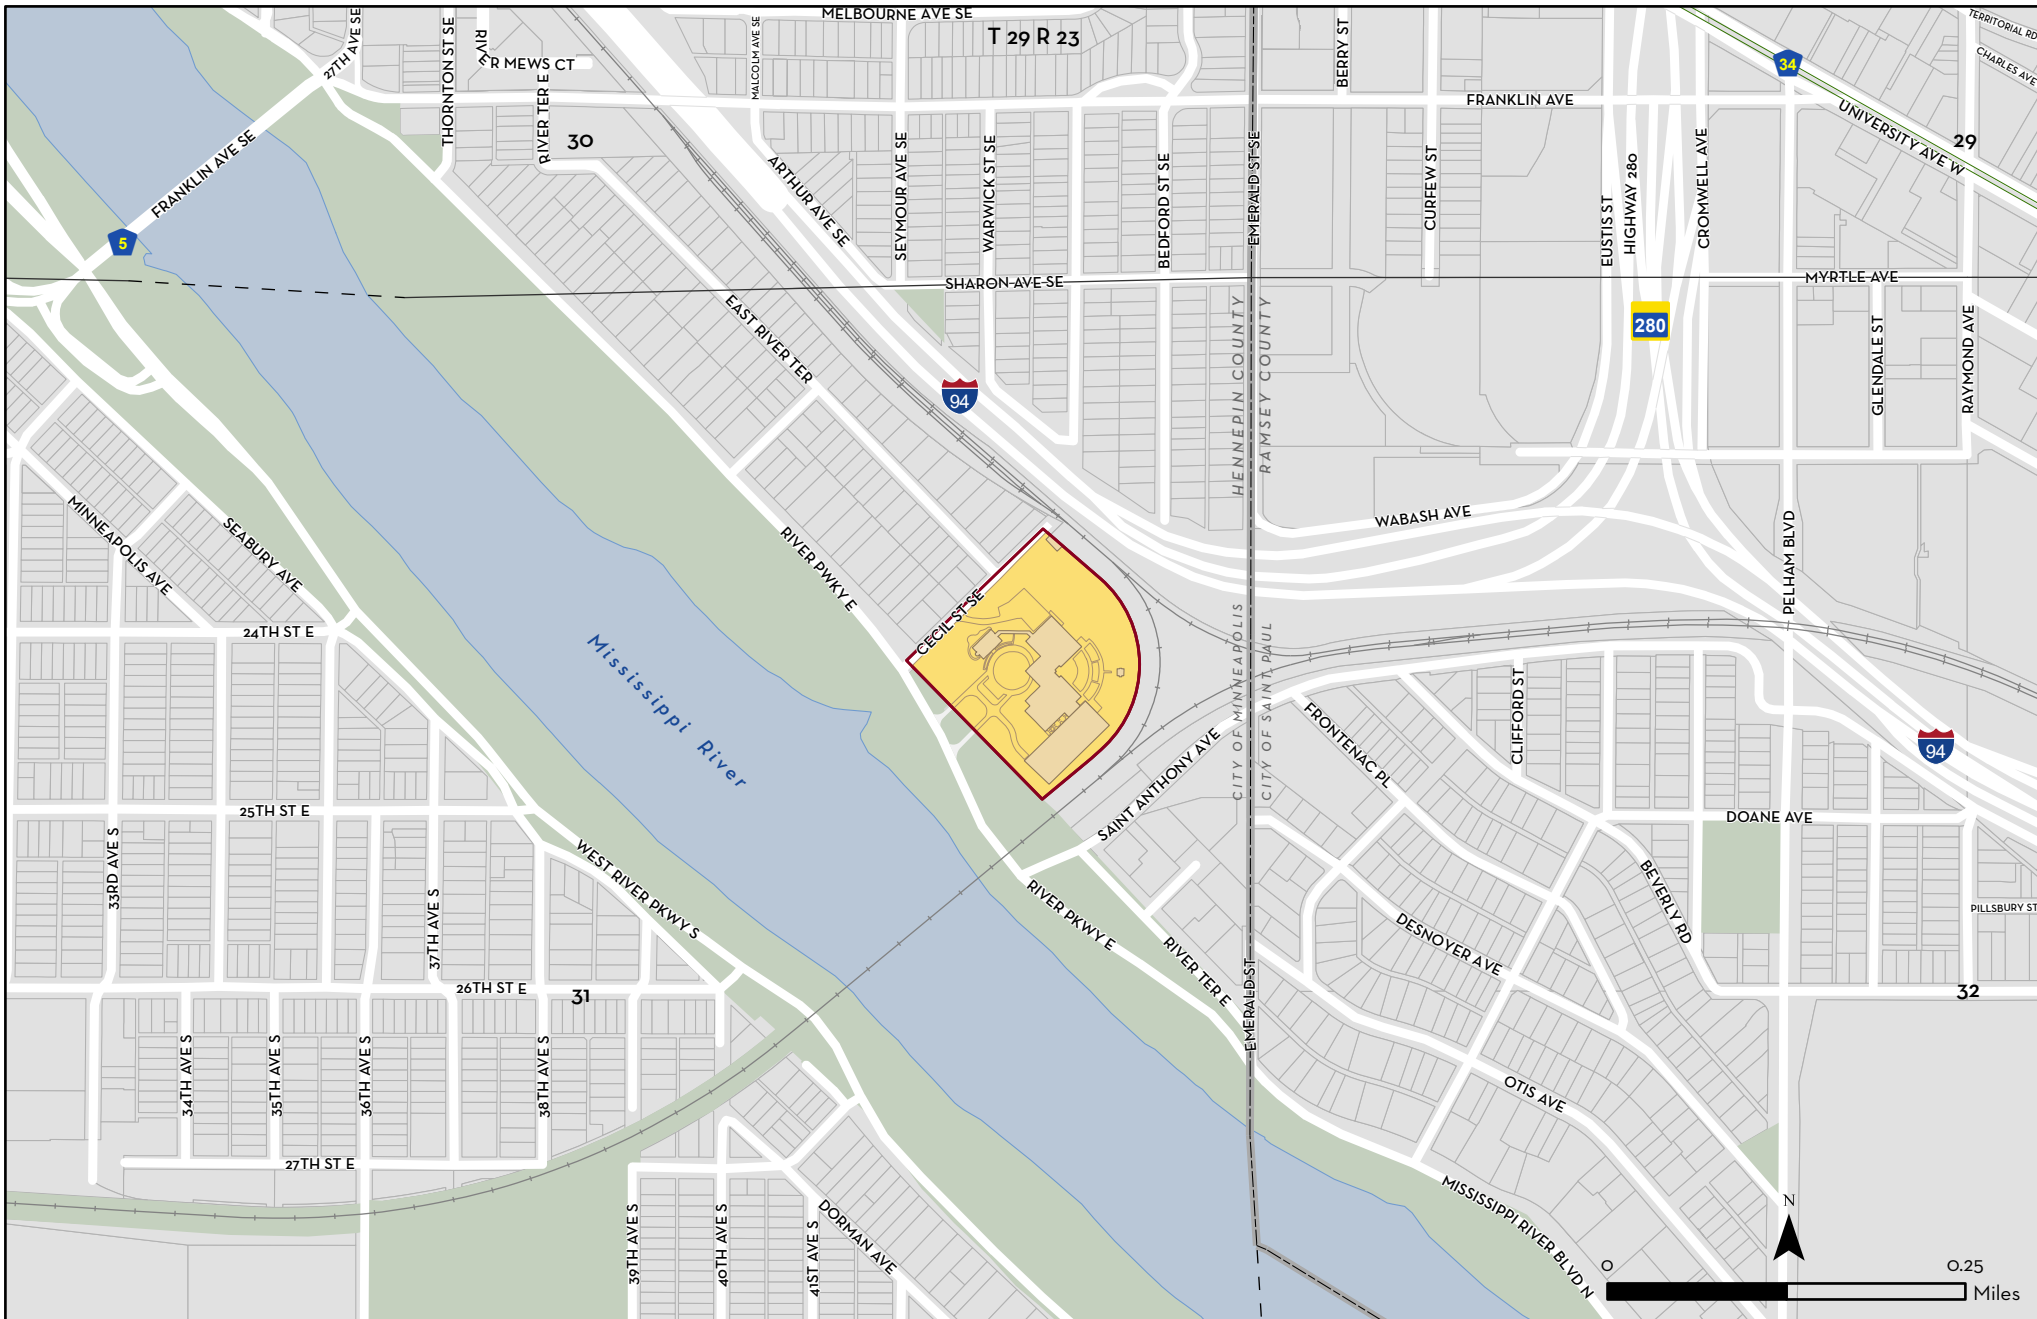 MELBOURNE AVE SE
T 29 R 23
27TH AVE SE
THORNTON ST SE
RIVER MEWS CT
RIVER TER E
MALCOLM AVE SE
BERRY ST
34
TERRITORIAL RD
CHARLES AVE
FRANKLIN AVE
UNIVERSITY AVE W
29
30
FRANKLIN AVE SE
5
ARTHUR AVE SE
SEYMOUR AVE SE
WARWICK ST SE
BEDFORD ST SE
EMERALD ST SE
CURFEW ST
EUSTIS ST
HIGHWAY 280
CROMWELL AVE
SHARON AVE SE
MYRTLE AVE
280
GLENDALE ST
RAYMOND AVE
EAST RIVER TER
94
HENNEPIN COUNTY
RAMSEY COUNTY
MINNEAPOLIS AVE
SEABURY AVE
RIVER PWKY E
WABASH AVE
PELHAM BLVD
CECIL ST SE
24TH ST E
Mississippi River
CITY OF MINNEAPOLIS
CITY OF SAINT PAUL
CLIFFORD ST
FRONTENAC PL
SAINT ANTHONY AVE
94
25TH ST E
DOANE AVE
33RD AVE S
37TH AVE S
WEST RIVER PKWY S
RIVER PKWY E
RIVER TER E
DESNOYER AVE
BEVERLY RD
PILLSBURY ST
26TH ST E
31
32
EMERALD ST
34TH AVE S
35TH AVE S
36TH AVE S
38TH AVE S
OTIS AVE
27TH ST E
39TH AVE S
40TH AVE S
41ST AVE S
DORMAN AVE
MISSISSIPPI RIVER BLVD N
N
0
0.25
Miles